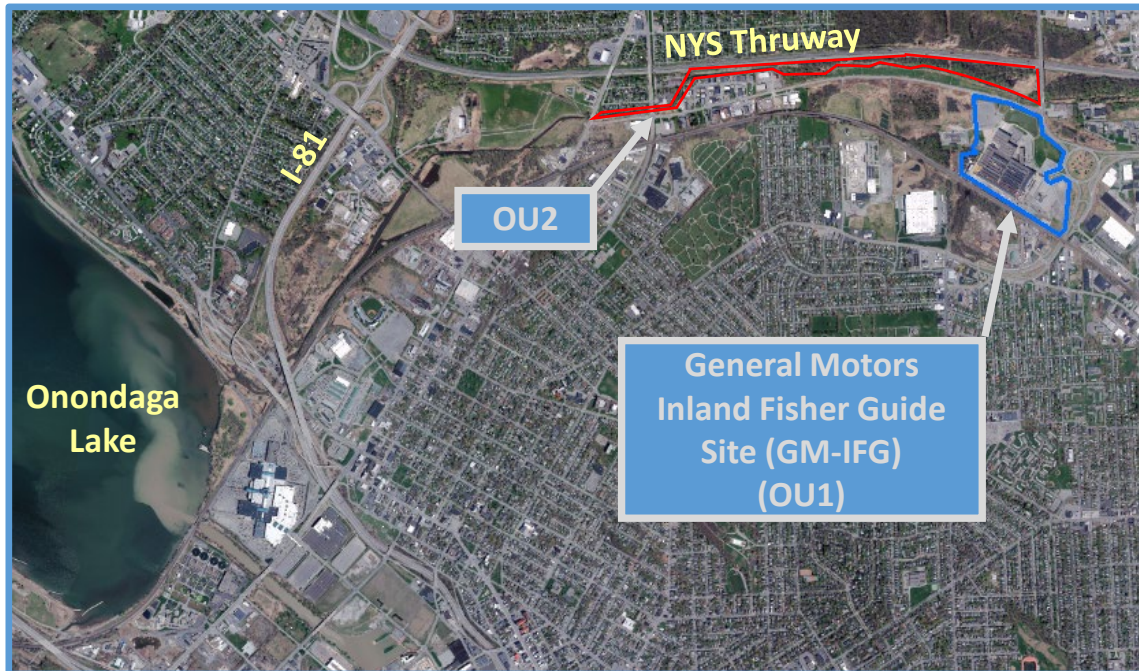 NYS Thruway
I-81
OU2
General Motors
Inland Fisher Guide
Site (GM-IFG)
(OU1)
Onondaga
Lake